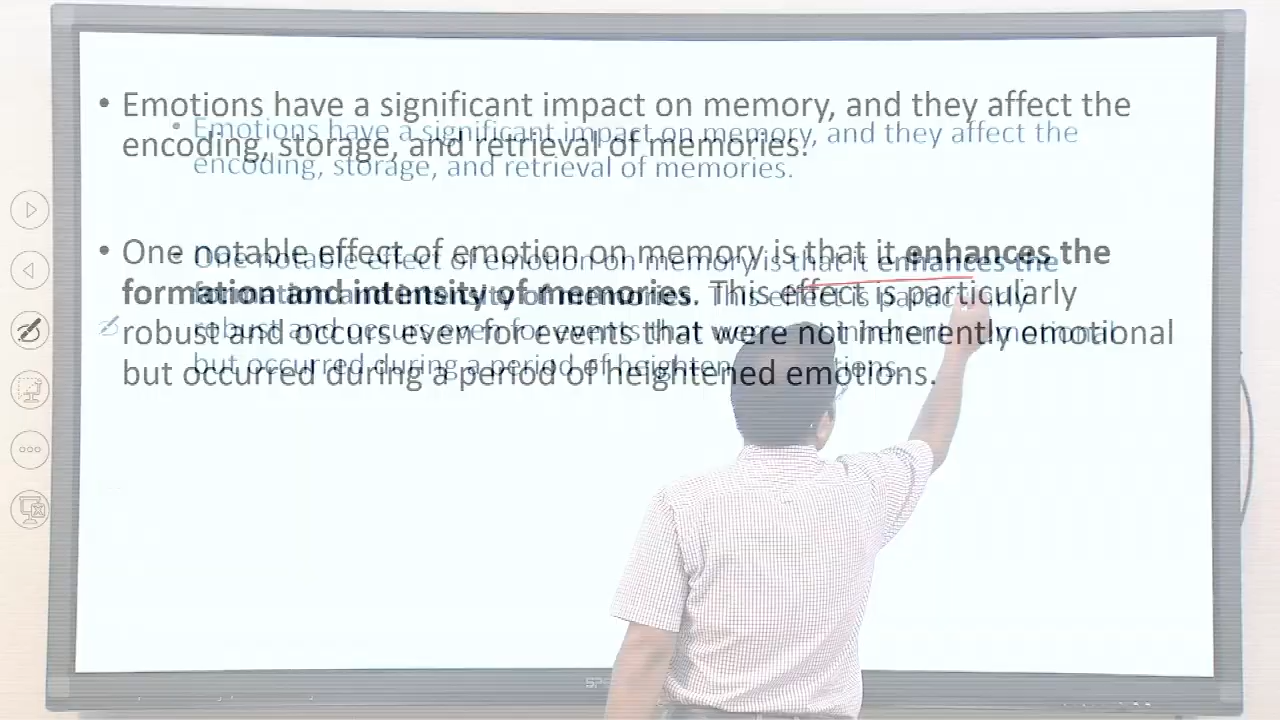 • Emotions have a significant impact on memory, and they affect the
encoding, storage, and retrieval of memories.
• One notable effect of emotion on memory is that it enhances the
formation and intensity of memories. This effect is particularly
robust and occurs even for events that were not inherently emotional
but occurred during a period of heightened emotions.